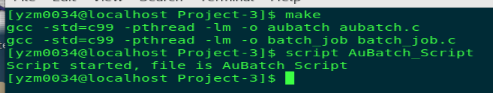 [yzm0034@localhost Project-3]$ make
gcc -std=c99 -pthread -lm -o aubatch aubatch.c
gcc -std=c99 -pthread -lm -o batch_job batch_job.c
[yzm0034@localhost Project-3]$ script AuBatch_Script
Script started, file is AuBatch_Script
[yzm0034@localhost Project-3]$